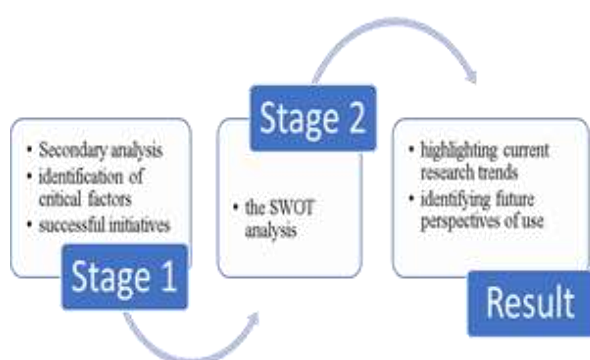 • Secondary analysis
• identification of
critical factors
• successful initiatives
Stage 1
Stage 2
• the SWOT
analysis
• highlighting current
research trends
• identifying future
perspectives of use
Result